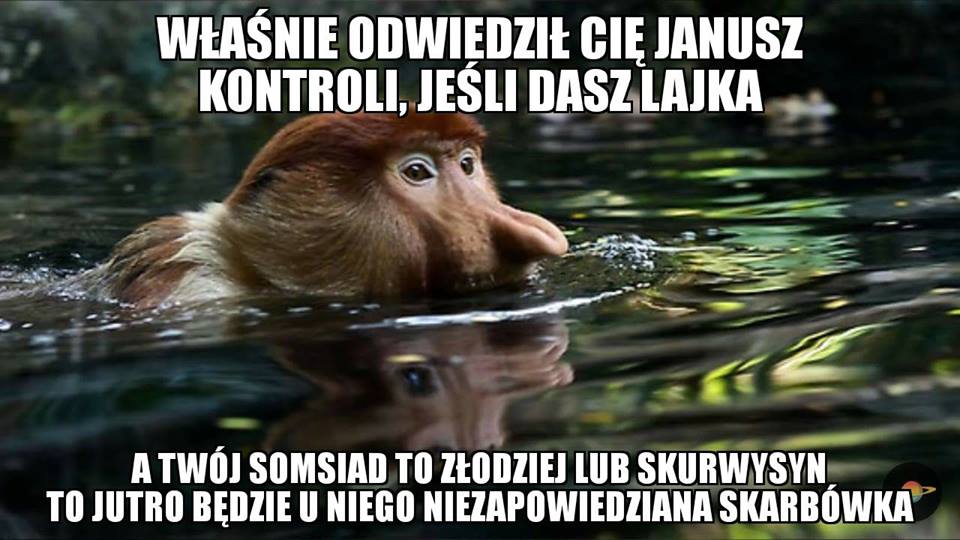 WŁAŚNIE ODWIEDZIŁ CIĘ JANUSZ
KONTROLI, JEŚLI DASZ LAJKA
A TWÓJ SOMSIAD TO ZŁODZIEJ LUB SKURWYSYN
TO JUTRO BĘDZIE U NIEGO NIEZAPOWIEDZIANA SKARBÓWKA